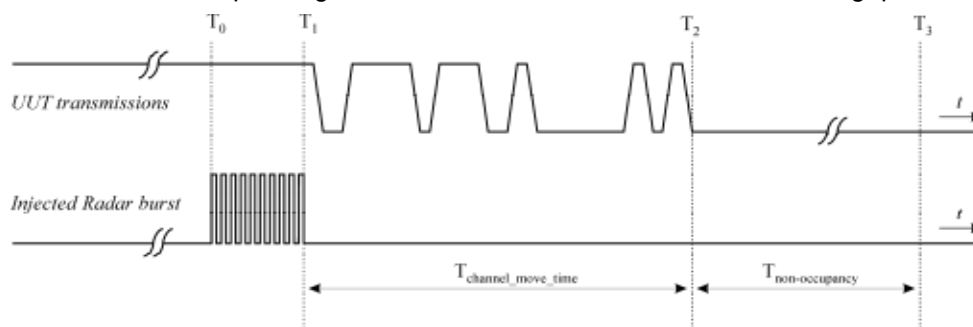 T0 T1 T2 T3
UUT transmissions
t
Injected Radar burst
t
Tchannel_move_time Tnon-occupancy